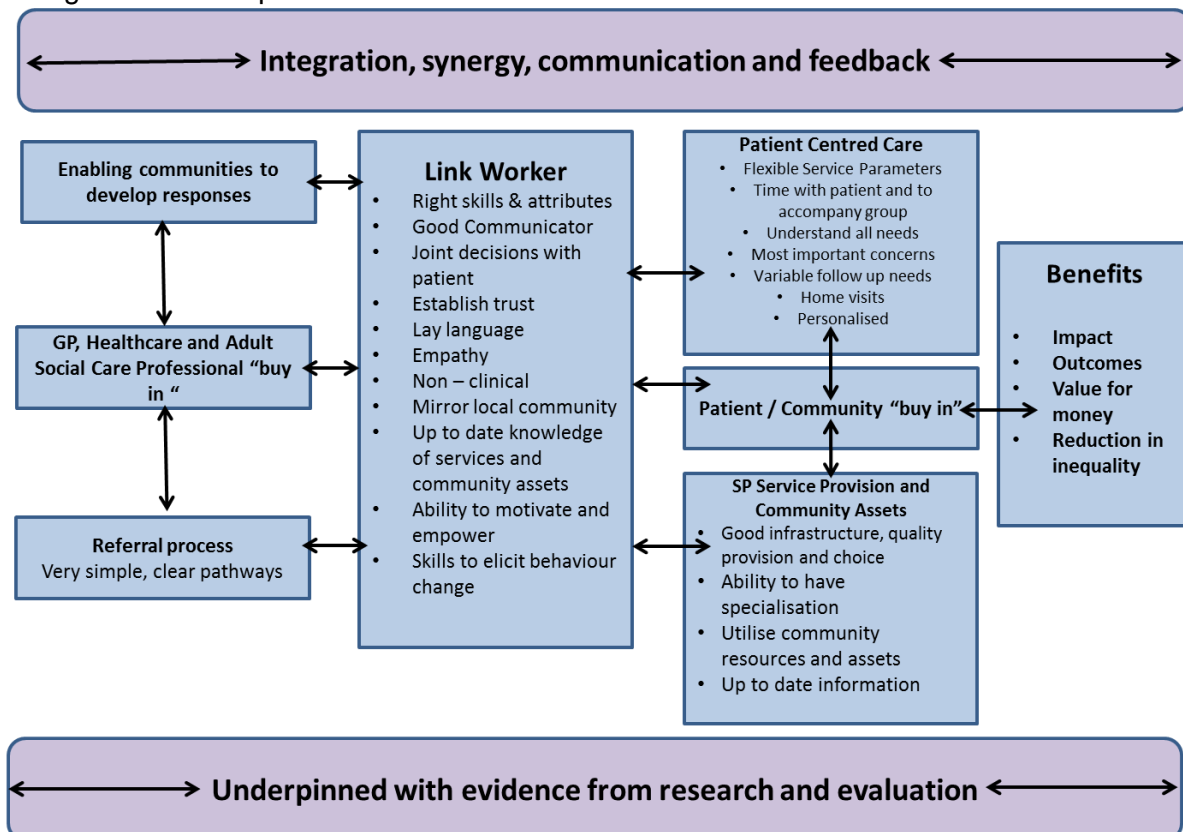 Integration, synergy, communication and feedback
Enabling communities to
develop responses
GP, Healthcare and Adult
Social Care Professional “buy
in “
Referral process
Very simple, clear pathways
Link Worker
• Right skills & attributes
• Good Communicator
• Joint decisions with
patient
• Establish trust
• Lay language
• Empathy
• Non – clinical
• Mirror local community
• Up to date knowledge
of services and
community assets
• Ability to motivate and
empower
• Skills to elicit behaviour
change
Patient Centred Care
• Flexible Service Parameters
• Time with patient and to
accompany group
• Understand all needs
• Most important concerns
• Variable follow up needs
• Home visits
• Personalised
Patient / Community “buy in”
SP Service Provision and
Community Assets
• Good infrastructure, quality
provision and choice
• Ability to have
specialisation
• Utilise community
resources and assets
• Up to date information
Benefits
• Impact
• Outcomes
• Value for
money
• Reduction in
inequality
Underpinned with evidence from research and evaluation